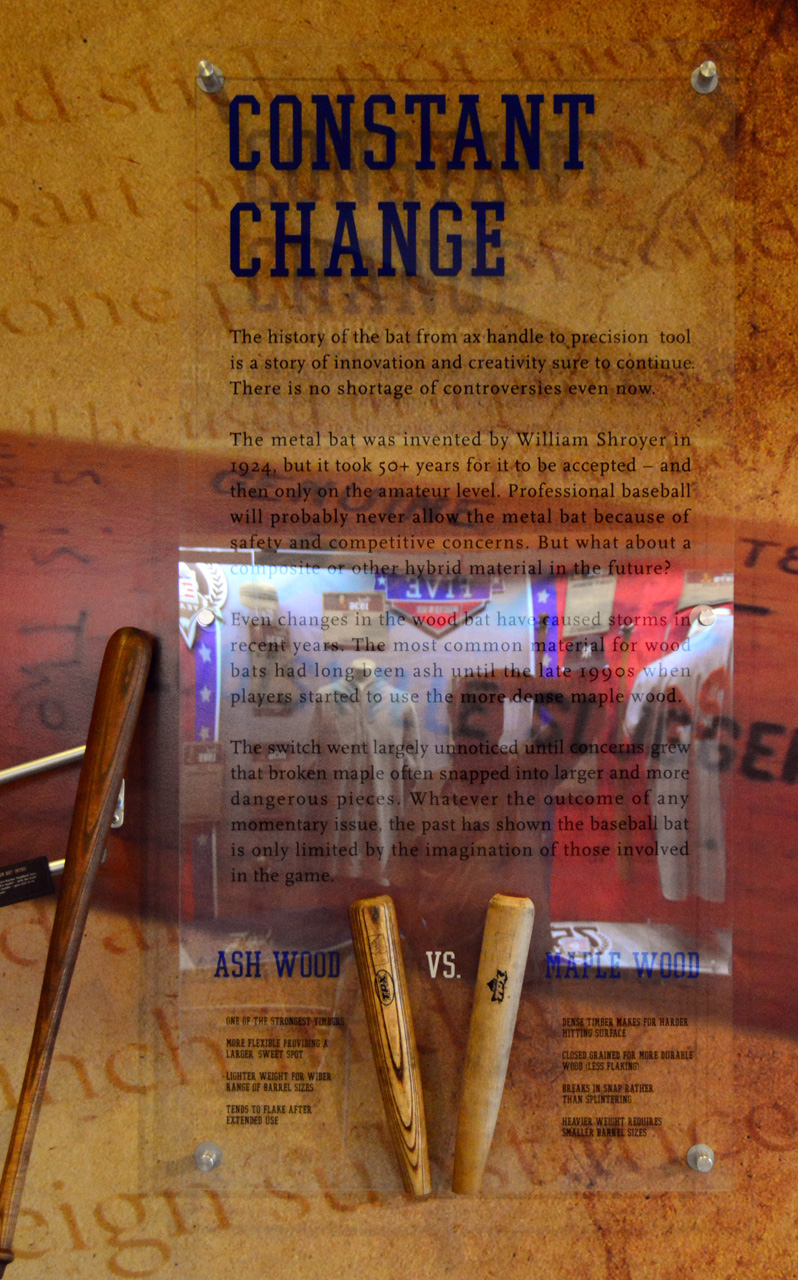 CONSTANT
CHANGE
The history of the bat from ax handle to precision tool
is a story of innovation and creativity sure to continue.
There is no shortage of controversies even now.
The metal bat was invented by William Shroyer in
1924, but it took 50+ years for it to be accepted – and
then only on the amateur level. Professional baseball
will probably never allow the metal bat because of
safety and competitive concerns. But what about a
composite or other hybrid material in the future?
Even changes in the wood bat have caused storms in
recent years. The most common material for wood
bats had long been ash until the late 1990s when
players started to use the more dense maple wood.
The switch went largely unnoticed until concerns grew
that broken maple often snapped into larger and more
dangerous pieces. Whatever the outcome of any
momentary issue, the past has shown the baseball bat
is only limited by the imagination of those involved
in the game.
ASH WOOD
VS.
MAPLE WOOD
TPX
TPX
ONE OF THE STRONGEST TIMBERS
MORE FLEXIBLE PROVIDING A
LARGER SWEET SPOT
LIGHTER WEIGHT FOR WIDER
RANGE OF BARREL SIZES
TENDS TO FLAKE AFTER
EXTENDED USE
DENSE TIMBER MAKES FOR HARDER
HITTING SURFACE
CLOSED GRAINED FOR MORE DURABLE
WOOD (LESS FLAKING)
BREAKS IN SNAP RATHER
THAN SPLINTERING
HEAVIER WEIGHT REQUIRES
SMALLER BARREL SIZES